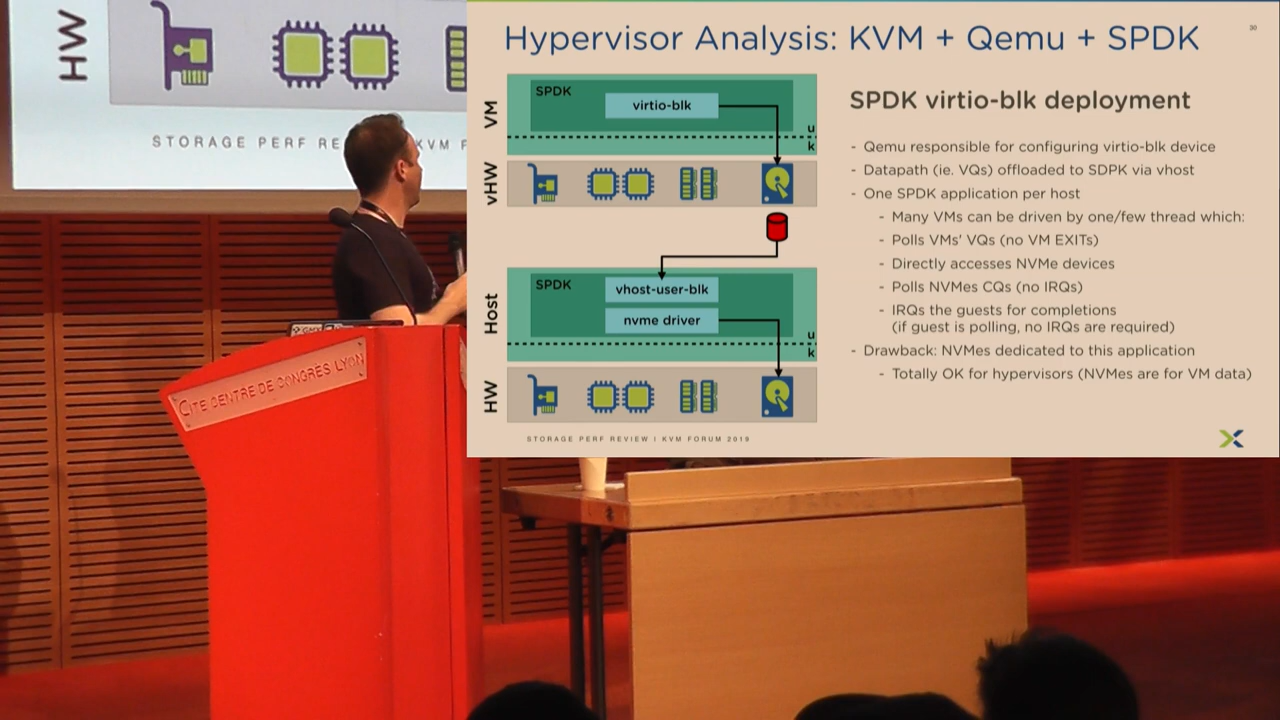 HW
STORAGE PERF RE
KVM F
CITE CENTRE DE CONGRÈS LYON
Hypervisor Analysis: KVM + Qemu + SPDK
30
VM
SPDK
virtio-blk
u
k
vHW
Host
SPDK
vhost-user-blk
nvme driver
u
k
HW
STORAGE PERF REVIEW | KVM FORUM 2019
SPDK virtio-blk deployment
- Qemu responsible for configuring virtio-blk device
- Datapath (ie. VQs) offloaded to SDPK via vhost
- One SPDK application per host
- Many VMs can be driven by one/few thread which:
- Polls VMs' VQs (no VM EXITs)
- Directly accesses NVMe devices
- Polls NVMes CQs (no IRQs)
- IRQs the guests for completions
(if guest is polling, no IRQs are required)
- Drawback: NVMes dedicated to this application
- Totally OK for hypervisors (NVMes are for VM data)